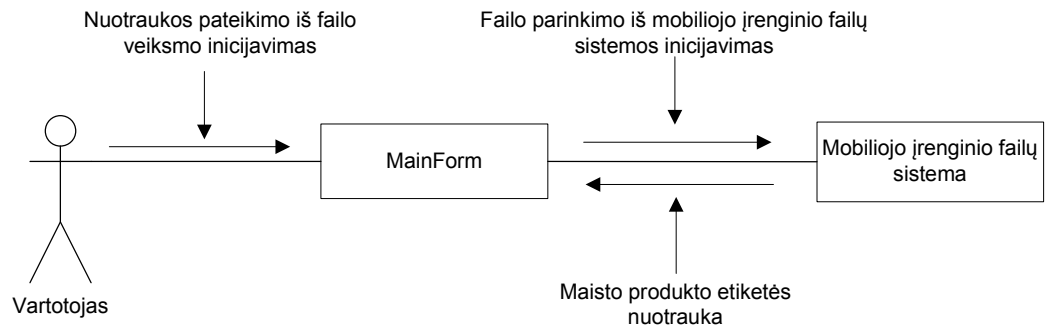 Nuotraukos pateikimo iš failo
veiksmo inicijavimas
Failo parinkimo iš mobiliojo įrenginio failų
sistemos inicijavimas
MainForm
Mobiliojo įrenginio failų
sistema
Vartotojas
Maisto produkto etiketės
nuotrauka